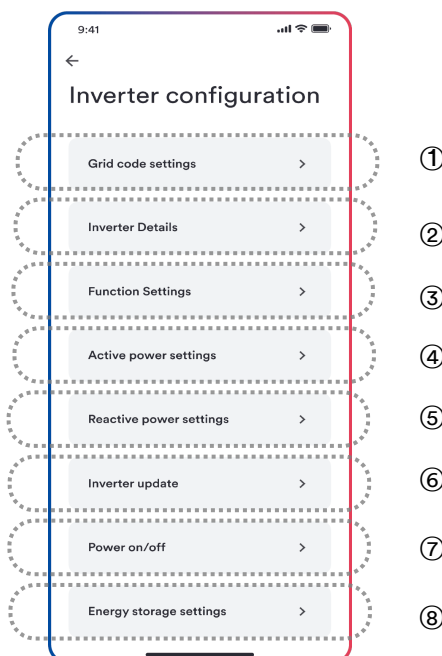 9:41
Inverter configuration
Grid code settings
①
Inverter Details
②
Function Settings
③
Active power settings
④
Reactive power settings
⑤
Inverter update
⑥
Power on/off
⑦
Energy storage settings
⑧